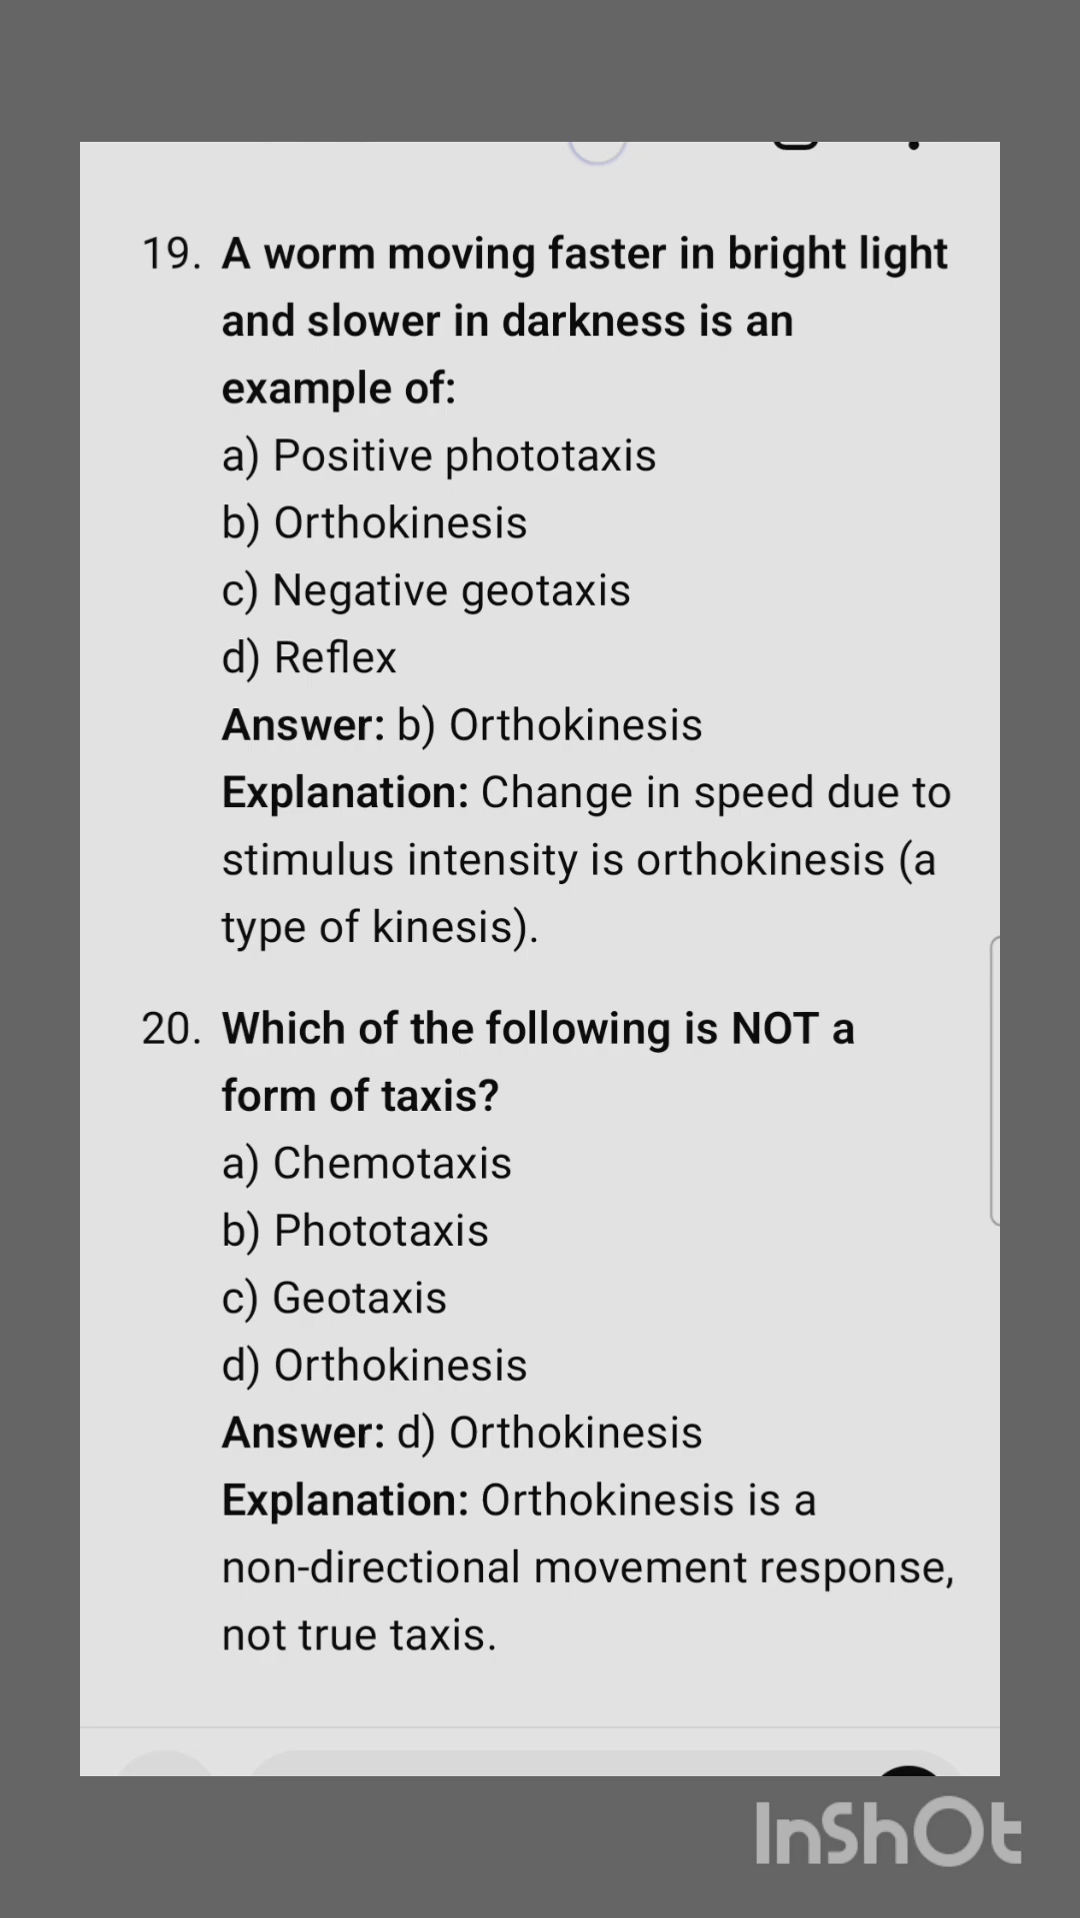 19. A worm moving faster in bright light
and slower in darkness is an
example of:
a) Positive phototaxis
b) Orthokinesis
c) Negative geotaxis
d) Reflex
Answer: b) Orthokinesis
Explanation: Change in speed due to
stimulus intensity is orthokinesis (a
type of kinesis).
20. Which of the following is NOT a
form of taxis?
a) Chemotaxis
b) Phototaxis
c) Geotaxis
d) Orthokinesis
Answer: d) Orthokinesis
Explanation: Orthokinesis is a
non-directional movement response,
not true taxis.
InShOt